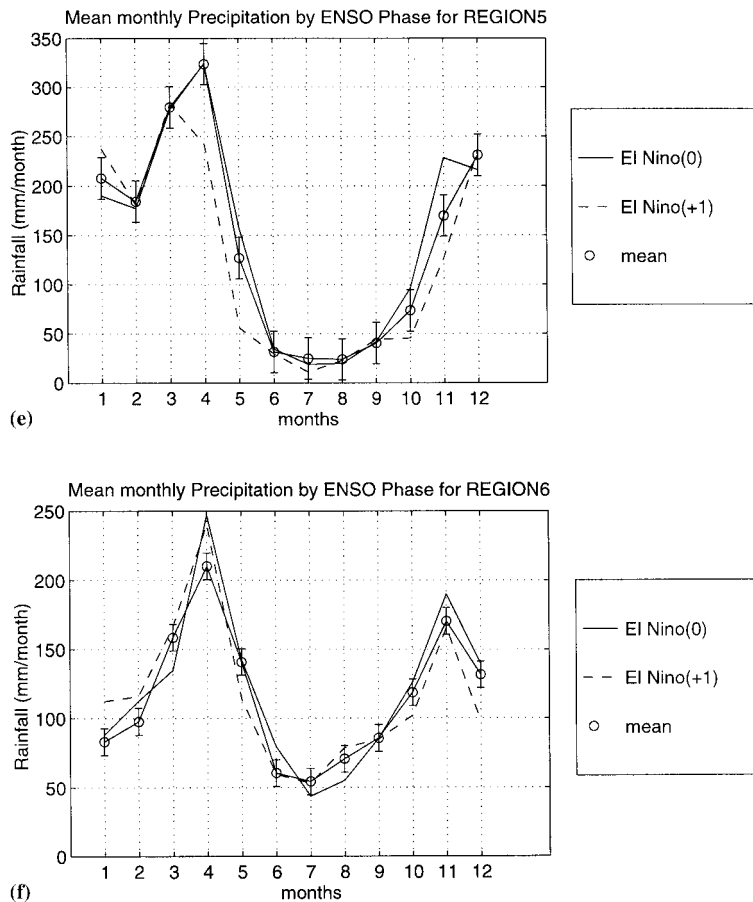 Mean monthly Precipitation by ENSO Phase for REGION5
350
300
250
200
150
100
50
0
Rainfall (mm/month)
1 2 3 4 5 6 7 8 9 10 11 12
months
El Nino(0)
El Nino(+1)
mean
(e)
Mean monthly Precipitation by ENSO Phase for REGION6
250
200
150
100
50
0
Rainfall (mm/month)
1 2 3 4 5 6 7 8 9 10 11 12
months
El Nino(0)
El Nino(+1)
mean
(f)